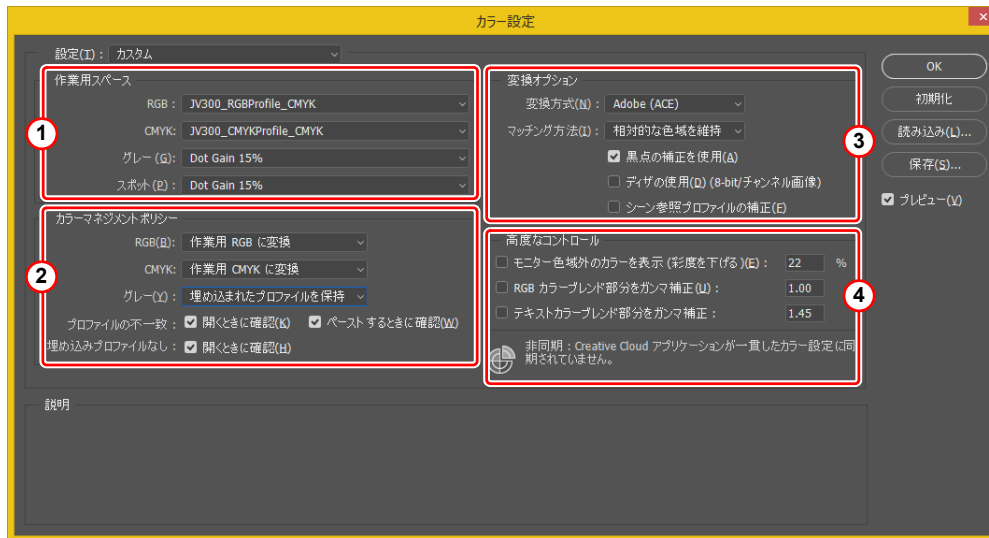 カラー設定
設定(I)： カスタム
作業用スペース
RGB： JV300_RGBProfile_CMYK
CMYK: JV300_CMYKProfile_CMYK
グレー (G): Dot Gain 15%
スポット(P)： Dot Gain 15%
1
カラーマネジメントポリシー
RGB(B): 作業用 RGB に変換
CMYK: 作業用 CMYK に変換
グレー(Y)： 埋め込まれたプロファイルを保持
プロファイルの不一致： 開くときに確認(K) ペーストするときに確認(W)
埋め込みプロファイルなし： 開くときに確認(H)
2
変換オプション
変換方式(N)： Adobe (ACE)
マッチング方法(I)： 相対的な色域を維持
黒点の補正を使用(A)
ディザの使用(D) (8-bit/チャンネル画像)
シーン参照プロファイルの補正(E)
3
高度なコントロール
モニター色域外のカラーを表示 (彩度を下げる)(E)： 22 %
RGB カラーブレンド部分をガンマ補正(U)： 1.00
テキストカラーブレンド部分をガンマ補正： 1.45
4
非同期：Creative Cloud アプリケーションが一貫したカラー設定に同
期されていません。
説明
OK
初期化
読み込み(L)...
保存(S)...
プレビュー(V)